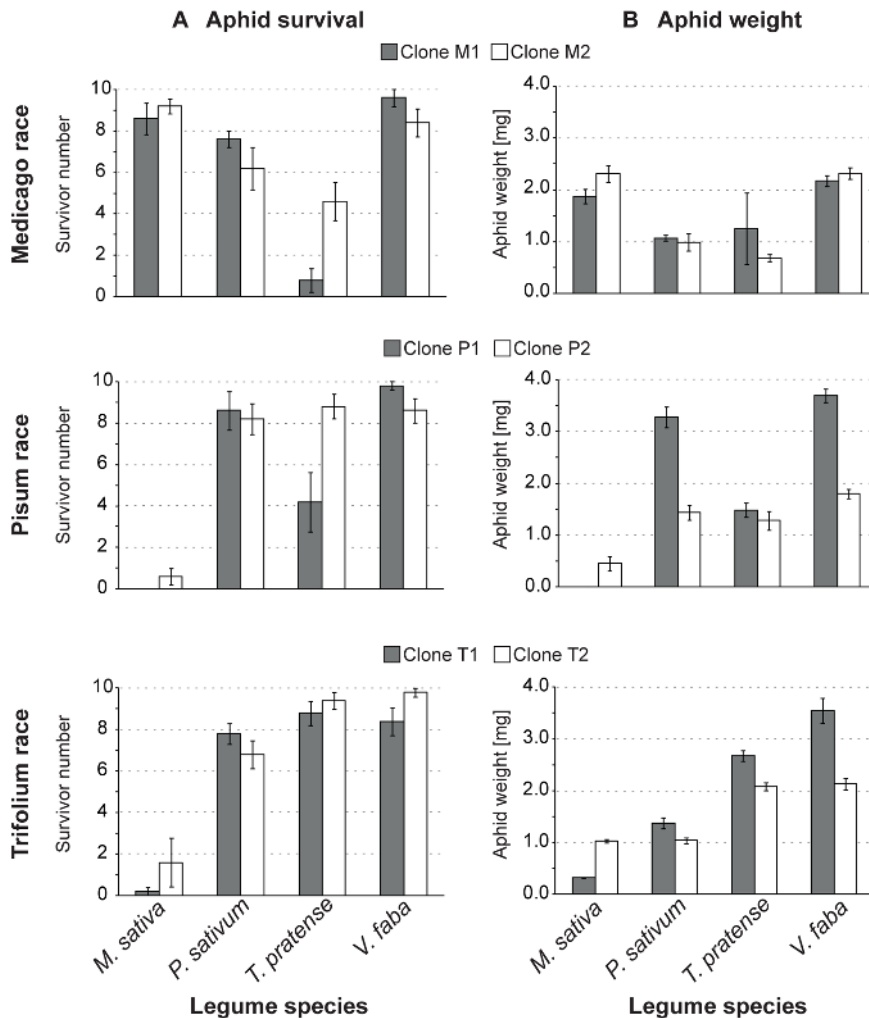 A Aphid survival
B Aphid weight
Clone M1 Clone M2
Medicago race
Survivor number
10
8
6
4
2
0
Aphid weight [mg]
4.0
3.0
2.0
1.0
0.0
Clone P1 Clone P2
Pisum race
Survivor number
10
8
6
4
2
0
Aphid weight [mg]
4.0
3.0
2.0
1.0
0.0
Clone T1 Clone T2
Trifolium race
Survivor number
10
8
6
4
2
0
Aphid weight [mg]
4.0
3.0
2.0
1.0
0.0
M. sativa
P. sativum
T. pratense
V. faba
M. sativa
P. sativum
T. pratense
V. faba
Legume species
Legume species